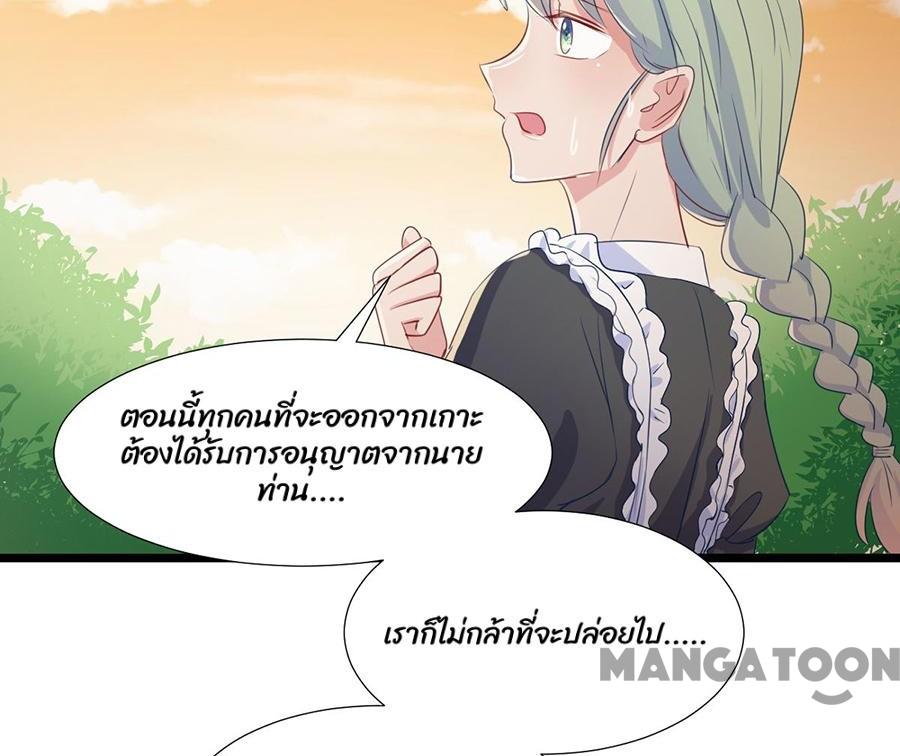 ตอนนี้ทุกคนที่จะออกจากเกาะ
ต้องได้รับการอนุญาตจากนาย
ท่าน....
เราก็ไม่กล้าที่จะปล่อยไป.....
MANGATOON